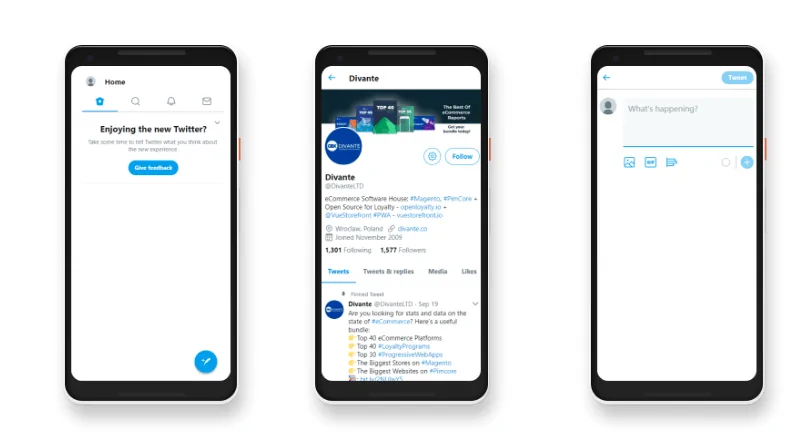 Home
Enjoying the new Twitter?
Take some time to tell Twitter what you think about
the new experience.
Give feedback
Divante
TOP 40
The Best Of
eCommerce
Reports
Get your
bundle today!
DIVANTE
Follow
Divante
@DivanteLTD
eCommerce Software House: #Magento, #PimCore +
Open Source for Loyalty - openloyalty.io +
@VueStorefront #PWA - vuestorefront.io
Wroclaw, Poland divante.co
Joined November 2009
1,301 Following 1,577 Followers
Tweets Tweets & replies Media Likes
Pinned Tweet
Divante @DivanteLTD · Sep 19
Are you looking for stats and data on the
state of #eCommerce? Here's a useful
bundle:
👉Top 40 eCommerce Platforms
👉Top 40 #LoyaltyPrograms
👉Top 30 #ProgressiveWebApps
👉The Biggest Stores on #Magento
👉The Biggest Websites on #Pimcore
Tweet
What's happening?
GIF